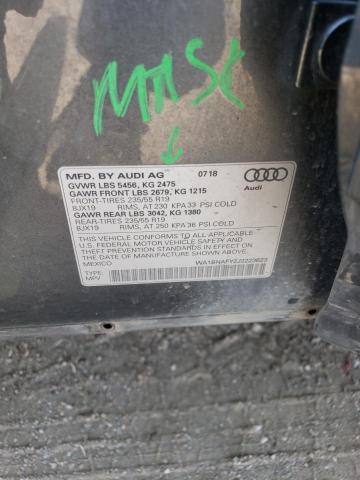 MASC
MFD. BY AUDI AG 07/18
GVWR LBS 5456, KG 2475
GAWR FRONT LBS 2679, KG 1215
FRONT-TIRES 235/55 R19
8JX19 RIMS, AT 230 KPA 33 PSI COLD
GAWR REAR LBS 3042, KG 1380
REAR-TIRES 235/55 R19
8JX19 RIMS, AT 250 KPA 36 PSI COLD
Audi
THIS VEHICLE CONFORMS TO ALL APPLICABLE
U.S. FEDERAL MOTOR VEHICLE SAFETY AND
THEFT PREVENTION STANDARDS IN EFFECT ON THE
DATE OF MANUFACTURE SHOWN ABOVE.
MEXICO
TYPE:
MPV